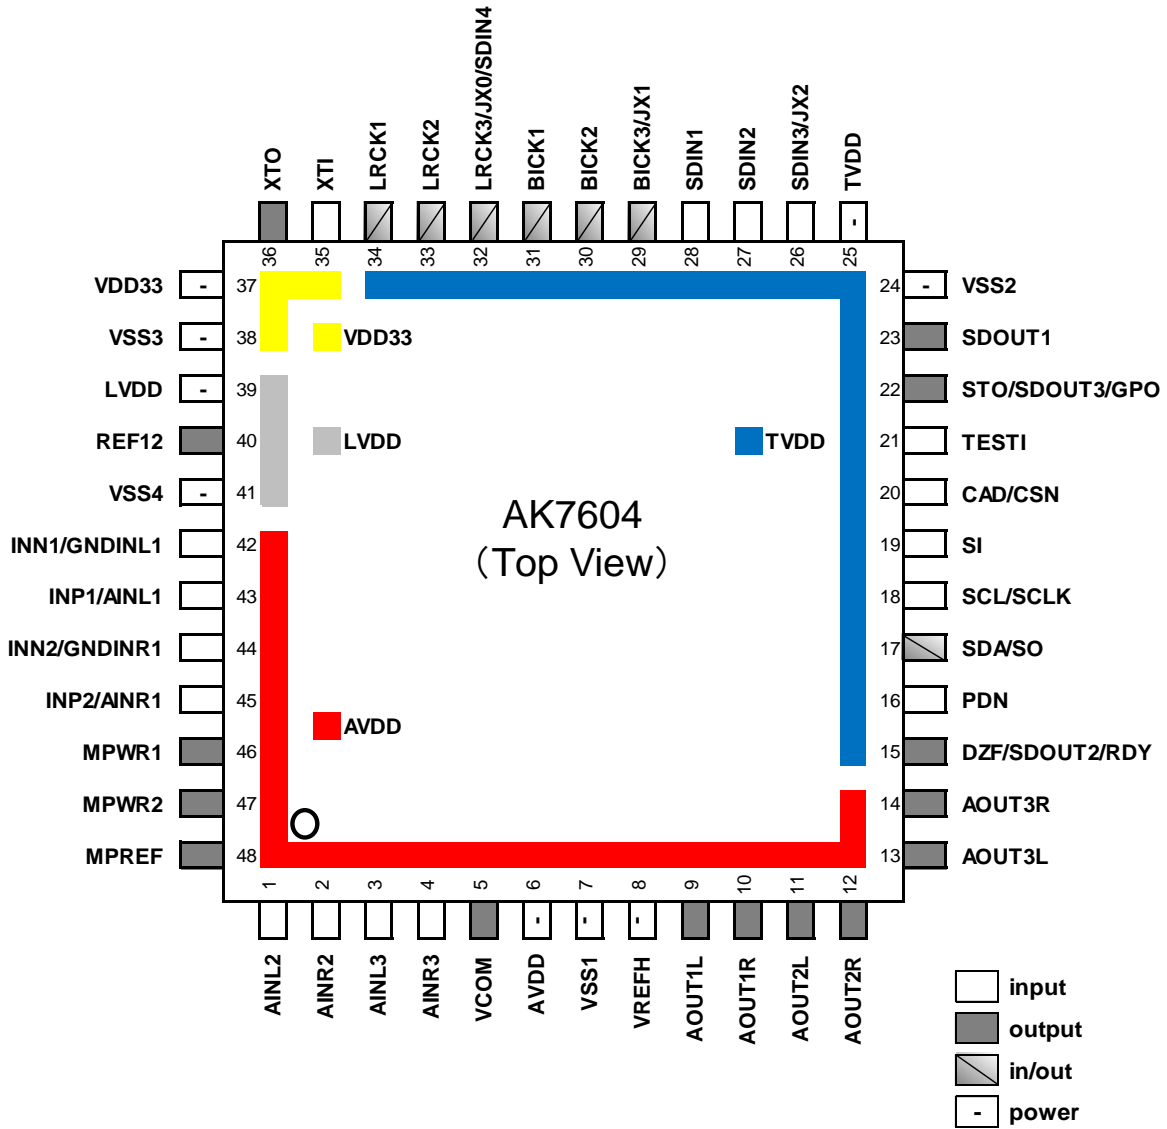 XTO
XTI
LRCK1
LRCK2
LRCK3/JX0/SDIN4
BICK1
BICK2
BICK3/JX1
SDIN1
SDIN2
SDIN3/JX2
TVDD
-
36
35
34
33
32
31
30
29
28
27
26
25
VDD33 - 37
24 - VSS2
VSS3 - 38
VDD33
23 SDOUT1
LVDD - 39
22 STO/SDOUT3/GPO
REF12 40
LVDD
TVDD
21 TESTI
VSS4 - 41
20 CAD/CSN
AK7604
(Top View)
INN1/GNDINL1 42
19 SI
INP1/AINL1 43
18 SCL/SCLK
INN2/GNDINR1 44
17 SDA/SO
INP2/AINR1 45
16 PDN
AVDD
MPWR1 46
15 DZF/SDOUT2/RDY
MPWR2 47
14 AOUT3R
MPREF 48
13 AOUT3L
1
2
3
4
5
6
7
8
9
10
11
12
-
-
-
AINL2
AINR2
AINL3
AINR3
VCOM
AVDD
VSS1
VREFH
AOUT1L
AOUT1R
AOUT2L
AOUT2R
input
output
in/out
- power